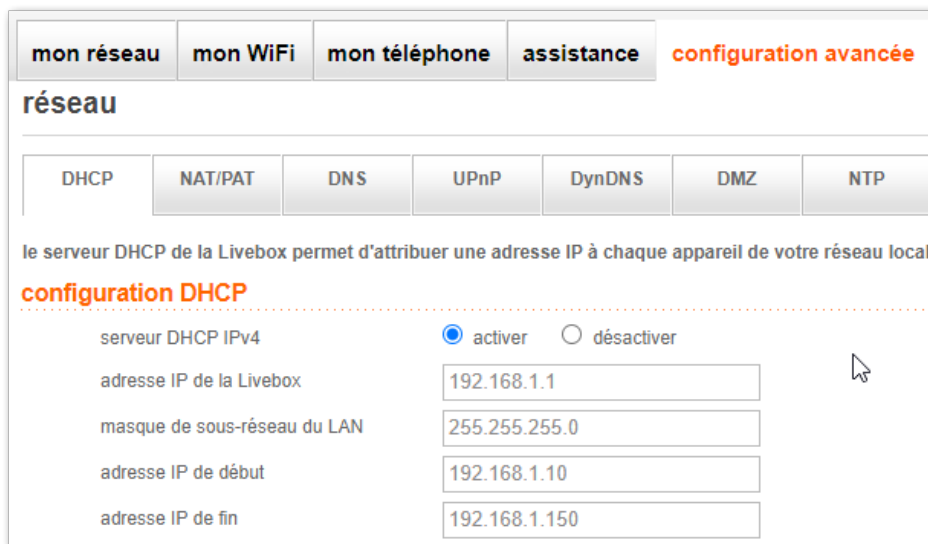 mon réseau mon WiFi mon téléphone assistance configuration avancée
réseau
DHCP NAT/PAT DNS UPnP DynDNS DMZ NTP
le serveur DHCP de la Livebox permet d'attribuer une adresse IP à chaque appareil de votre réseau local
configuration DHCP
serveur DHCP IPv4 activer désactiver
adresse IP de la Livebox 192.168.1.1
masque de sous-réseau du LAN 255.255.255.0
adresse IP de début 192.168.1.10
adresse IP de fin 192.168.1.150